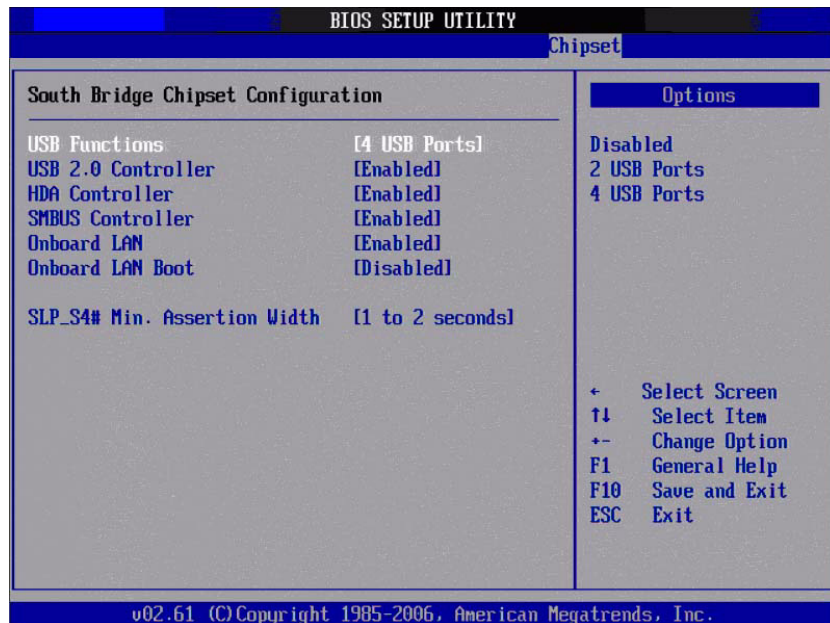 BIOS SETUP UTILITY
Chipset
South Bridge Chipset Configuration
USB Functions [4 USB Ports]
USB 2.0 Controller [Enabled]
HDA Controller [Enabled]
SMBUS Controller [Enabled]
Onboard LAN [Enabled]
Onboard LAN Boot [Disabled]
SLP_S4# Min. Assertion Width [1 to 2 seconds]
Options
Disabled
2 USB Ports
4 USB Ports
← Select Screen
↑↓ Select Item
+- Change Option
F1 General Help
F10 Save and Exit
ESC Exit
v02.61 (C)Copyright 1985-2006, American Megatrends, Inc.